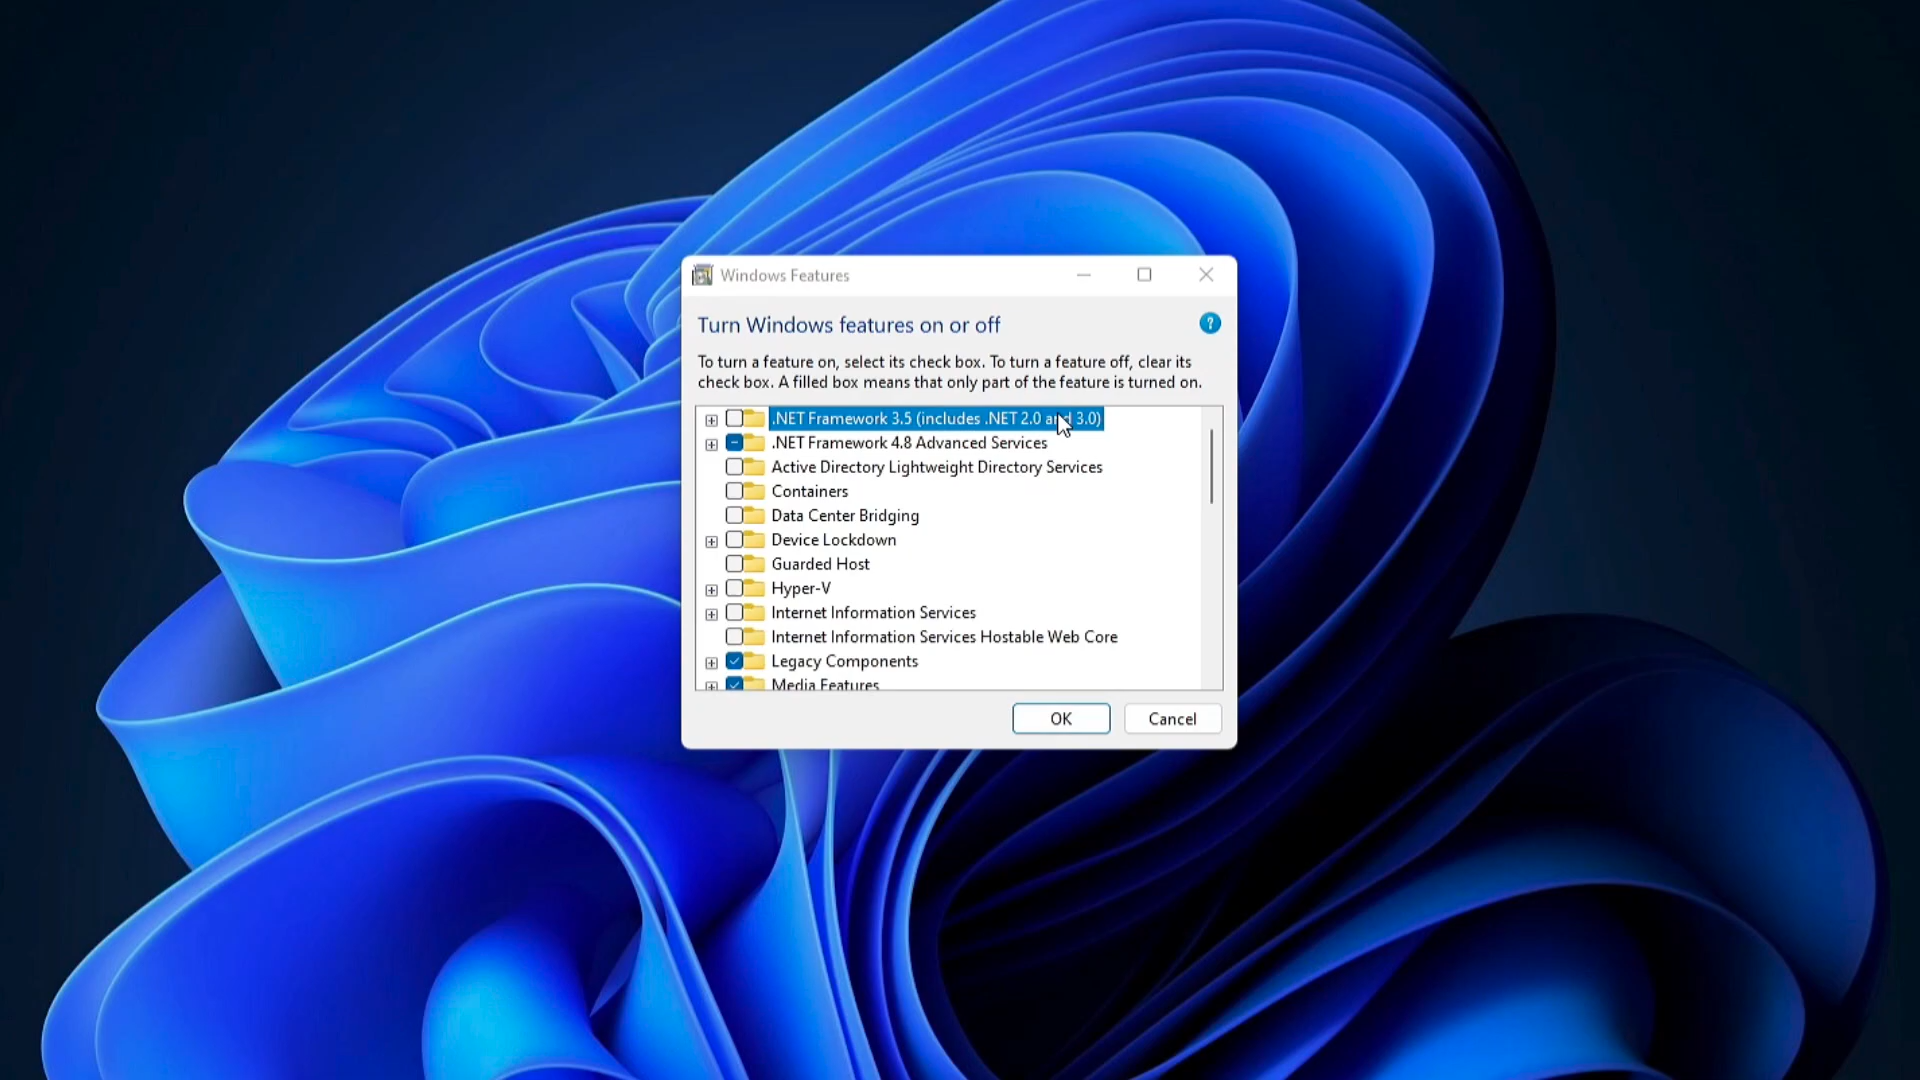 Windows Features
Turn Windows features on or off
?
To turn a feature on, select its check box. To turn a feature off, clear its
check box. A filled box means that only part of the feature is turned on.
.NET Framework 3.5 (includes .NET 2.0 and 3.0)
.NET Framework 4.8 Advanced Services
Active Directory Lightweight Directory Services
Containers
Data Center Bridging
Device Lockdown
Guarded Host
Hyper-V
Internet Information Services
Internet Information Services Hostable Web Core
Legacy Components
Media Features
OK
Cancel